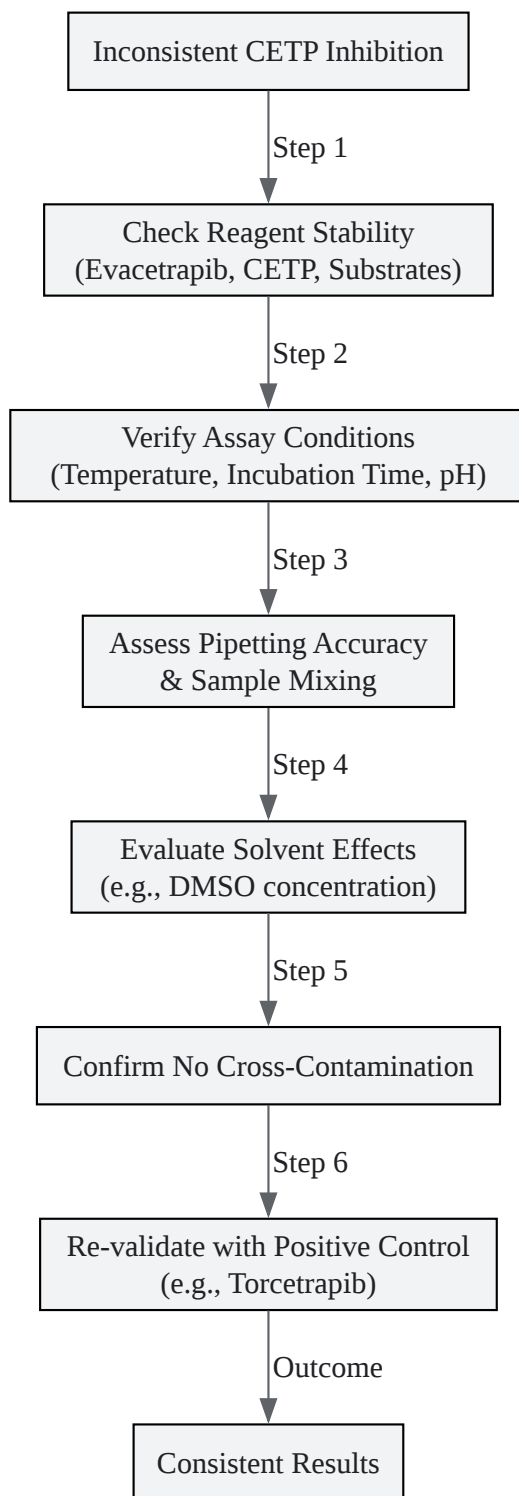 Inconsistent CETP Inhibition
Step 1
Check Reagent Stability
(Evacetrapib, CETP, Substrates)
Step 2
Verify Assay Conditions
(Temperature, Incubation Time, pH)
Step 3
Assess Pipetting Accuracy
& Sample Mixing
Step 4
Evaluate Solvent Effects
(e.g., DMSO concentration)
Step 5
Confirm No Cross-Contamination
Step 6
Re-validate with Positive Control
(e.g., Torcetrapib)
Outcome
Consistent Results